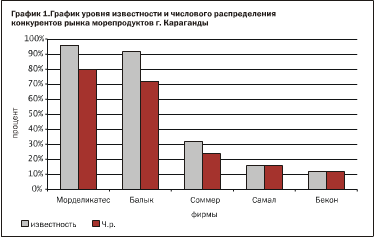 График 1.График уровня известности и числового распределения
конкурентов рынка морепродуктов г. Караганды
100%
90%
80%
70%
60%
50%
40%
30%
20%
10%
0%
процент
Морделикатес Балык Соммер Самал Бекон
фирмы
известность Ч.р.